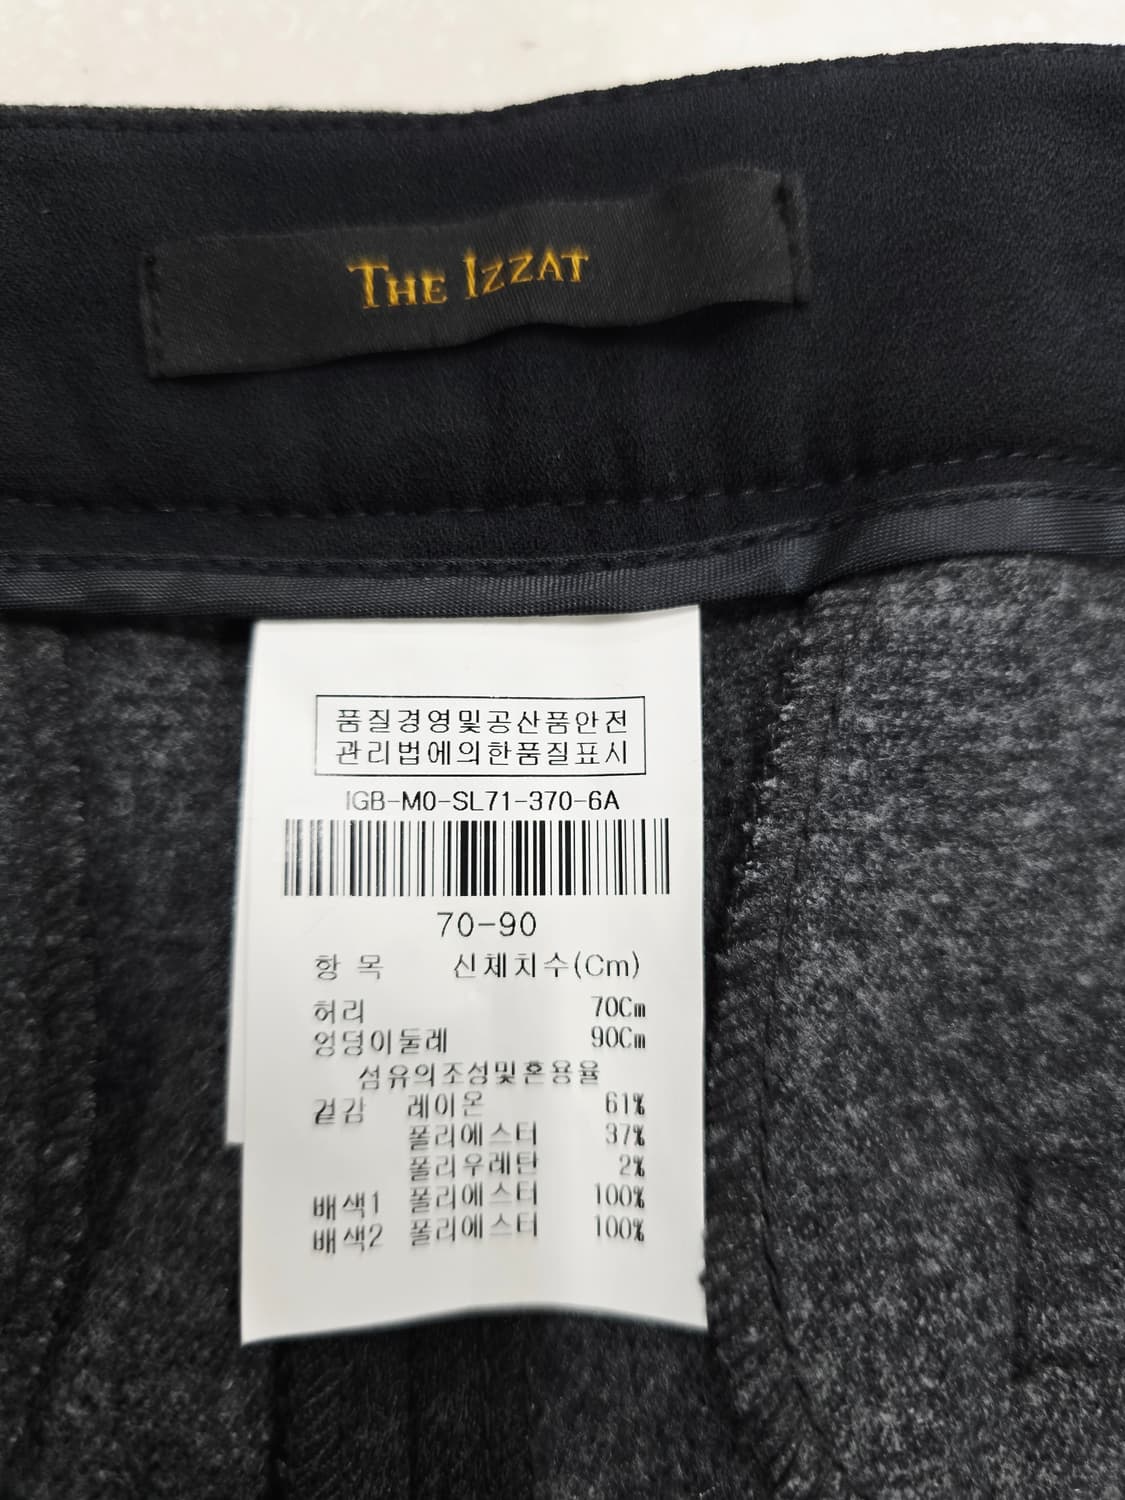 THE IZZAT
품질경영및공산품안전
관리법에의한품질표시
IGB-M0-SL71-370-6A
70-90
항 목 신체치수(Cm)
허리 70Cm
엉덩이둘레 90Cm
섬유의조성및혼용율
겉감 레이온 61%
폴리에스터 37%
폴리우레탄 2%
배색1 폴리에스터 100%
배색2 폴리에스터 100%